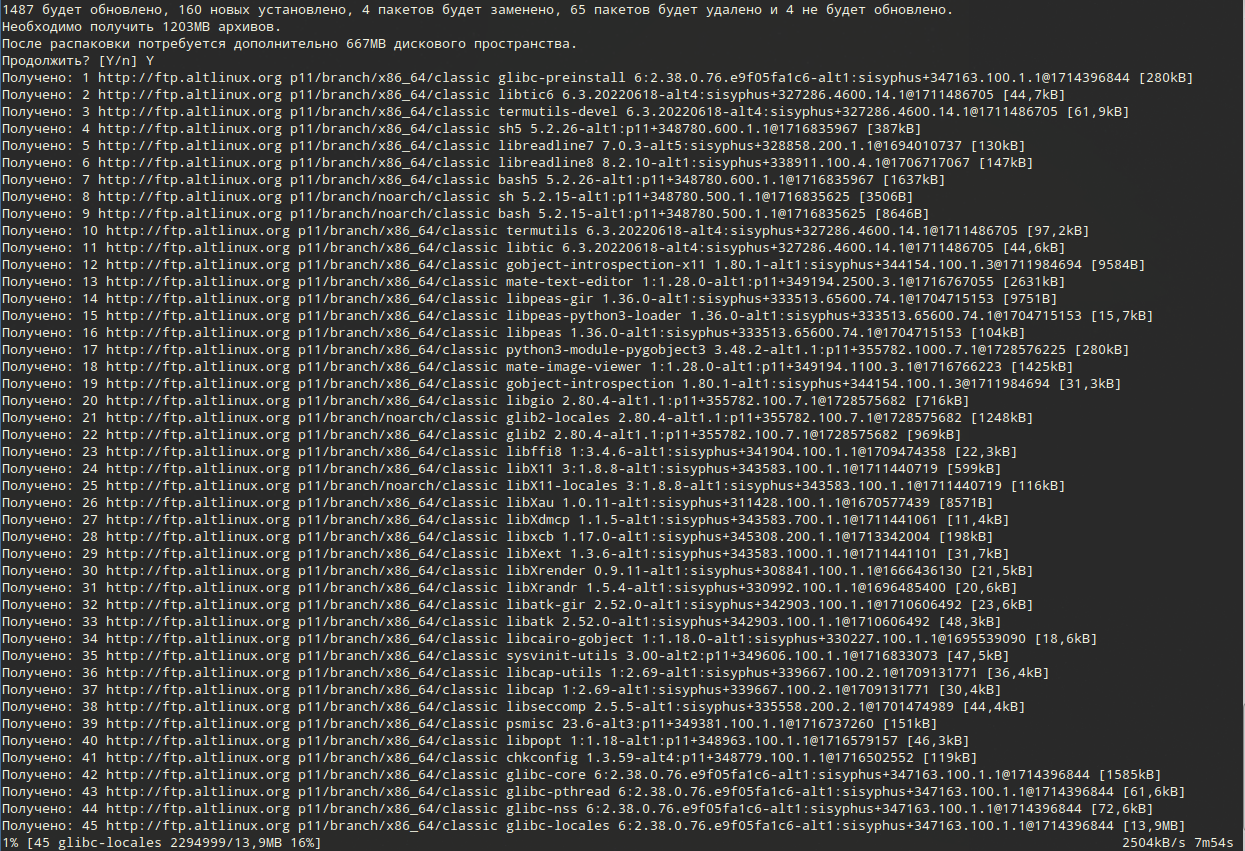 1487 будет обновлено, 160 новых установлено, 4 пакетов будет заменено, 65 пакетов будет удалено и 4 не будет обновлено.
Необходимо получить 1203MB архивов.
После распаковки потребуется дополнительно 667MB дискового пространства.
Продолжить? [Y/n] Y
Получено: 1 http://ftp.altlinux.org p11/branch/x86_64/classic glibc-preinstall 6:2.38.0.76.e9f05fa1c6-alt1:sisyphus+347163.100.1.1@1714396844 [280kB]
Получено: 2 http://ftp.altlinux.org p11/branch/x86_64/classic libtic6 6.3.20220618-alt4:sisyphus+327286.4600.14.1@1711486705 [44,7kB]
Получено: 3 http://ftp.altlinux.org p11/branch/x86_64/classic termutils-devel 6.3.20220618-alt4:sisyphus+327286.4600.14.1@1711486705 [61,9kB]
Получено: 4 http://ftp.altlinux.org p11/branch/x86_64/classic sh5 5.2.26-alt1:p11+348780.600.1.1@1716835967 [387kB]
Получено: 5 http://ftp.altlinux.org p11/branch/x86_64/classic libreadline7 7.0.3-alt5:sisyphus+328858.200.1.1@1694010737 [130kB]
Получено: 6 http://ftp.altlinux.org p11/branch/x86_64/classic libreadline8 8.2.10-alt1:sisyphus+338911.100.4.1@1706717067 [147kB]
Получено: 7 http://ftp.altlinux.org p11/branch/x86_64/classic bash5 5.2.26-alt1:p11+348780.600.1.1@1716835967 [1637kB]
Получено: 8 http://ftp.altlinux.org p11/branch/noarch/classic sh 5.2.15-alt1:p11+348780.500.1.1@1716835625 [3506B]
Получено: 9 http://ftp.altlinux.org p11/branch/noarch/classic bash 5.2.15-alt1:p11+348780.500.1.1@1716835625 [8646B]
Получено: 10 http://ftp.altlinux.org p11/branch/x86_64/classic termutils 6.3.20220618-alt4:sisyphus+327286.4600.14.1@1711486705 [97,2kB]
Получено: 11 http://ftp.altlinux.org p11/branch/x86_64/classic libtic 6.3.20220618-alt4:sisyphus+327286.4600.14.1@1711486705 [44,6kB]
Получено: 12 http://ftp.altlinux.org p11/branch/x86_64/classic gobject-introspection-x11 1.80.1-alt1:sisyphus+344154.100.1.3@1711984694 [9584B]
Получено: 13 http://ftp.altlinux.org p11/branch/x86_64/classic mate-text-editor 1:1.28.0-alt1:p11+349194.2500.3.1@1716767055 [2631kB]
Получено: 14 http://ftp.altlinux.org p11/branch/x86_64/classic libpeas-gir 1.36.0-alt1:sisyphus+333513.65600.74.1@1704715153 [9751B]
Получено: 15 http://ftp.altlinux.org p11/branch/x86_64/classic libpeas-python3-loader 1.36.0-alt1:sisyphus+333513.65600.74.1@1704715153 [15,7kB]
Получено: 16 http://ftp.altlinux.org p11/branch/x86_64/classic libpeas 1.36.0-alt1:sisyphus+333513.65600.74.1@1704715153 [104kB]
Получено: 17 http://ftp.altlinux.org p11/branch/x86_64/classic python3-module-pygobject3 3.48.2-alt1.1:p11+355782.1000.7.1@1728576225 [280kB]
Получено: 18 http://ftp.altlinux.org p11/branch/x86_64/classic mate-image-viewer 1:1.28.0-alt1:p11+349194.1100.3.1@1716766223 [1425kB]
Получено: 19 http://ftp.altlinux.org p11/branch/x86_64/classic gobject-introspection 1.80.1-alt1:sisyphus+344154.100.1.3@1711984694 [31,3kB]
Получено: 20 http://ftp.altlinux.org p11/branch/x86_64/classic libgio 2.80.4-alt1.1:p11+355782.100.7.1@1728575682 [716kB]
Получено: 21 http://ftp.altlinux.org p11/branch/noarch/classic glib2-locales 2.80.4-alt1.1:p11+355782.100.7.1@1728575682 [1248kB]
Получено: 22 http://ftp.altlinux.org p11/branch/x86_64/classic glib2 2.80.4-alt1.1:p11+355782.100.7.1@1728575682 [969kB]
Получено: 23 http://ftp.altlinux.org p11/branch/x86_64/classic libffi8 1:3.4.6-alt1:sisyphus+341904.100.1.1@1709474358 [22,3kB]
Получено: 24 http://ftp.altlinux.org p11/branch/x86_64/classic libX11 3:1.8.8-alt1:sisyphus+343583.100.1.1@1711440719 [599kB]
Получено: 25 http://ftp.altlinux.org p11/branch/noarch/classic libX11-locales 3:1.8.8-alt1:sisyphus+343583.100.1.1@1711440719 [116kB]
Получено: 26 http://ftp.altlinux.org p11/branch/x86_64/classic libXau 1.0.11-alt1:sisyphus+311428.100.1.1@1670577439 [8571B]
Получено: 27 http://ftp.altlinux.org p11/branch/x86_64/classic libXdmcp 1.1.5-alt1:sisyphus+343583.700.1.1@1711441061 [11,4kB]
Получено: 28 http://ftp.altlinux.org p11/branch/x86_64/classic libxcb 1.17.0-alt1:sisyphus+345308.200.1.1@1713342004 [198kB]
Получено: 29 http://ftp.altlinux.org p11/branch/x86_64/classic libXext 1.3.6-alt1:sisyphus+343583.1000.1.1@1711441101 [31,7kB]
Получено: 30 http://ftp.altlinux.org p11/branch/x86_64/classic libXrender 0.9.11-alt1:sisyphus+308841.100.1.1@1666436130 [21,5kB]
Получено: 31 http://ftp.altlinux.org p11/branch/x86_64/classic libXrandr 1.5.4-alt1:sisyphus+330992.100.1.1@1696485400 [20,6kB]
Получено: 32 http://ftp.altlinux.org p11/branch/x86_64/classic libatk-gir 2.52.0-alt1:sisyphus+342903.100.1.1@1710606492 [23,6kB]
Получено: 33 http://ftp.altlinux.org p11/branch/x86_64/classic libatk 2.52.0-alt1:sisyphus+342903.100.1.1@1710606492 [48,3kB]
Получено: 34 http://ftp.altlinux.org p11/branch/x86_64/classic libcairo-gobject 1:1.18.0-alt1:sisyphus+330227.100.1.1@1695539090 [18,6kB]
Получено: 35 http://ftp.altlinux.org p11/branch/x86_64/classic sysvinit-utils 3.00-alt2:p11+349606.100.1.1@1716833073 [47,5kB]
Получено: 36 http://ftp.altlinux.org p11/branch/x86_64/classic libcap-utils 1:2.69-alt1:sisyphus+339667.100.2.1@1709131771 [36,4kB]
Получено: 37 http://ftp.altlinux.org p11/branch/x86_64/classic libcap 1:2.69-alt1:sisyphus+339667.100.2.1@1709131771 [30,4kB]
Получено: 38 http://ftp.altlinux.org p11/branch/x86_64/classic libseccomp 2.5.5-alt1:sisyphus+335558.200.2.1@1701474989 [44,4kB]
Получено: 39 http://ftp.altlinux.org p11/branch/x86_64/classic psmisc 23.6-alt3:p11+349381.100.1.1@1716737260 [151kB]
Получено: 40 http://ftp.altlinux.org p11/branch/x86_64/classic libpopt 1:1.18-alt1:p11+348963.100.1.1@1716579157 [46,3kB]
Получено: 41 http://ftp.altlinux.org p11/branch/x86_64/classic chkconfig 1.3.59-alt4:p11+348779.100.1.1@1716502552 [119kB]
Получено: 42 http://ftp.altlinux.org p11/branch/x86_64/classic glibc-core 6:2.38.0.76.e9f05fa1c6-alt1:sisyphus+347163.100.1.1@1714396844 [1585kB]
Получено: 43 http://ftp.altlinux.org p11/branch/x86_64/classic glibc-pthread 6:2.38.0.76.e9f05fa1c6-alt1:sisyphus+347163.100.1.1@1714396844 [61,6kB]
Получено: 44 http://ftp.altlinux.org p11/branch/x86_64/classic glibc-nss 6:2.38.0.76.e9f05fa1c6-alt1:sisyphus+347163.100.1.1@1714396844 [72,6kB]
Получено: 45 http://ftp.altlinux.org p11/branch/x86_64/classic glibc-locales 6:2.38.0.76.e9f05fa1c6-alt1:sisyphus+347163.100.1.1@1714396844 [13,9MB]
1% [45 glibc-locales 2294999/13,9MB 16%] 2504kB/s 7m54s